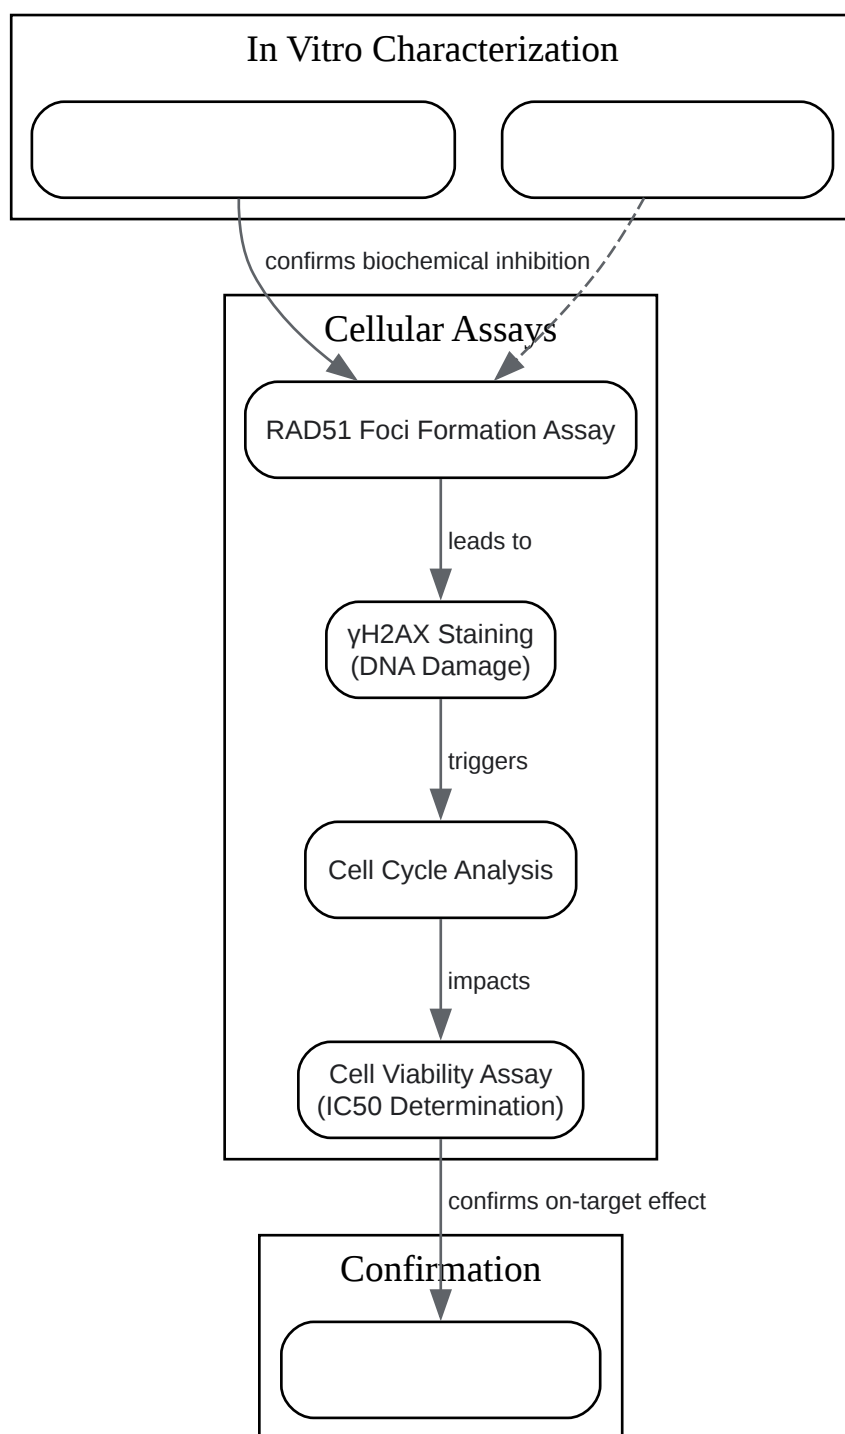 In Vitro Characterization
confirms biochemical inhibition
Cellular Assays
RAD51 Foci Formation Assay
leads to
γH2AX Staining
(DNA Damage)
triggers
Cell Cycle Analysis
impacts
Cell Viability Assay
(IC50 Determination)
confirms on-target effect
Confirmation